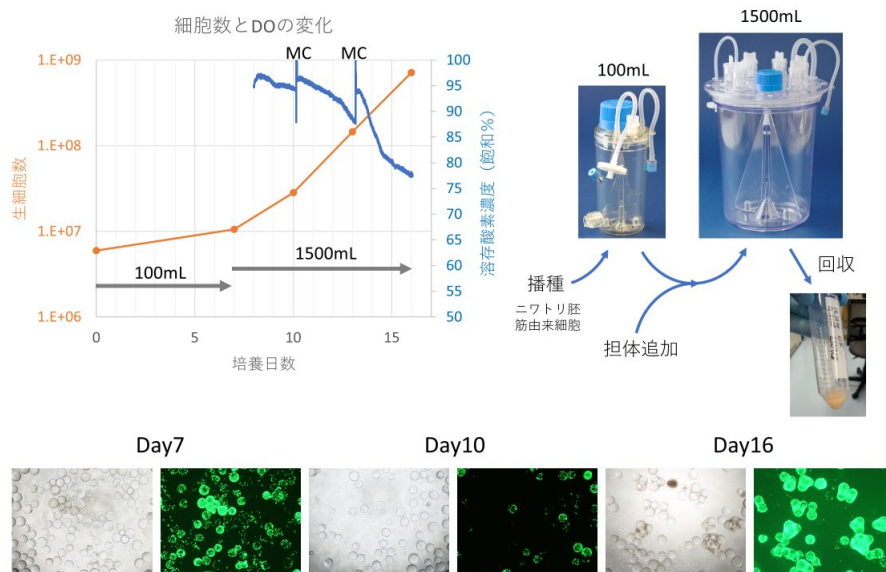 細胞数とDOの変化
MC
MC
1.E+09
1.E+08
1.E+07
1.E+06
生細胞数
100
95
90
85
80
75
70
65
60
55
50
溶存酸素濃度（飽和％）
100mL
1500mL
0
5
10
15
培養日数
100mL
1500mL
播種
ニワトリ胚
筋由来細胞
担体追加
回収
Day7
Day10
Day16